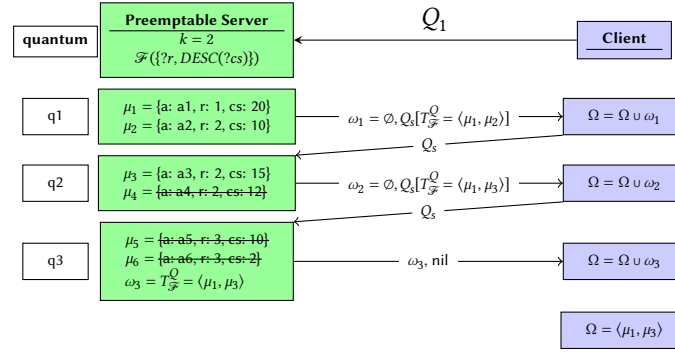 quantum
Preemptable Server
k = 2
ℱ({?r, DESC(?cs)})
Q₁
Client
q1
μ₁ = {a: a1, r: 1, cs: 20}
μ₂ = {a: a2, r: 2, cs: 10}
ω₁ = ∅, Qₛ[T_ℱ^Q = ⟨μ₁, μ₂⟩]
Ω = Ω ∪ ω₁
Qₛ
q2
μ₃ = {a: a3, r: 2, cs: 15}
μ₄ = {a: a4, r: 2, cs: 12}
ω₂ = ∅, Qₛ[T_ℱ^Q = ⟨μ₁, μ₃⟩]
Ω = Ω ∪ ω₂
Qₛ
q3
μ₅ = {a: a5, r: 3, cs: 10}
μ₆ = {a: a6, r: 3, cs: 2}
ω₃ = T_ℱ^Q = ⟨μ₁, μ₃⟩
ω₃, nil
Ω = Ω ∪ ω₃
Ω = ⟨μ₁, μ₃⟩